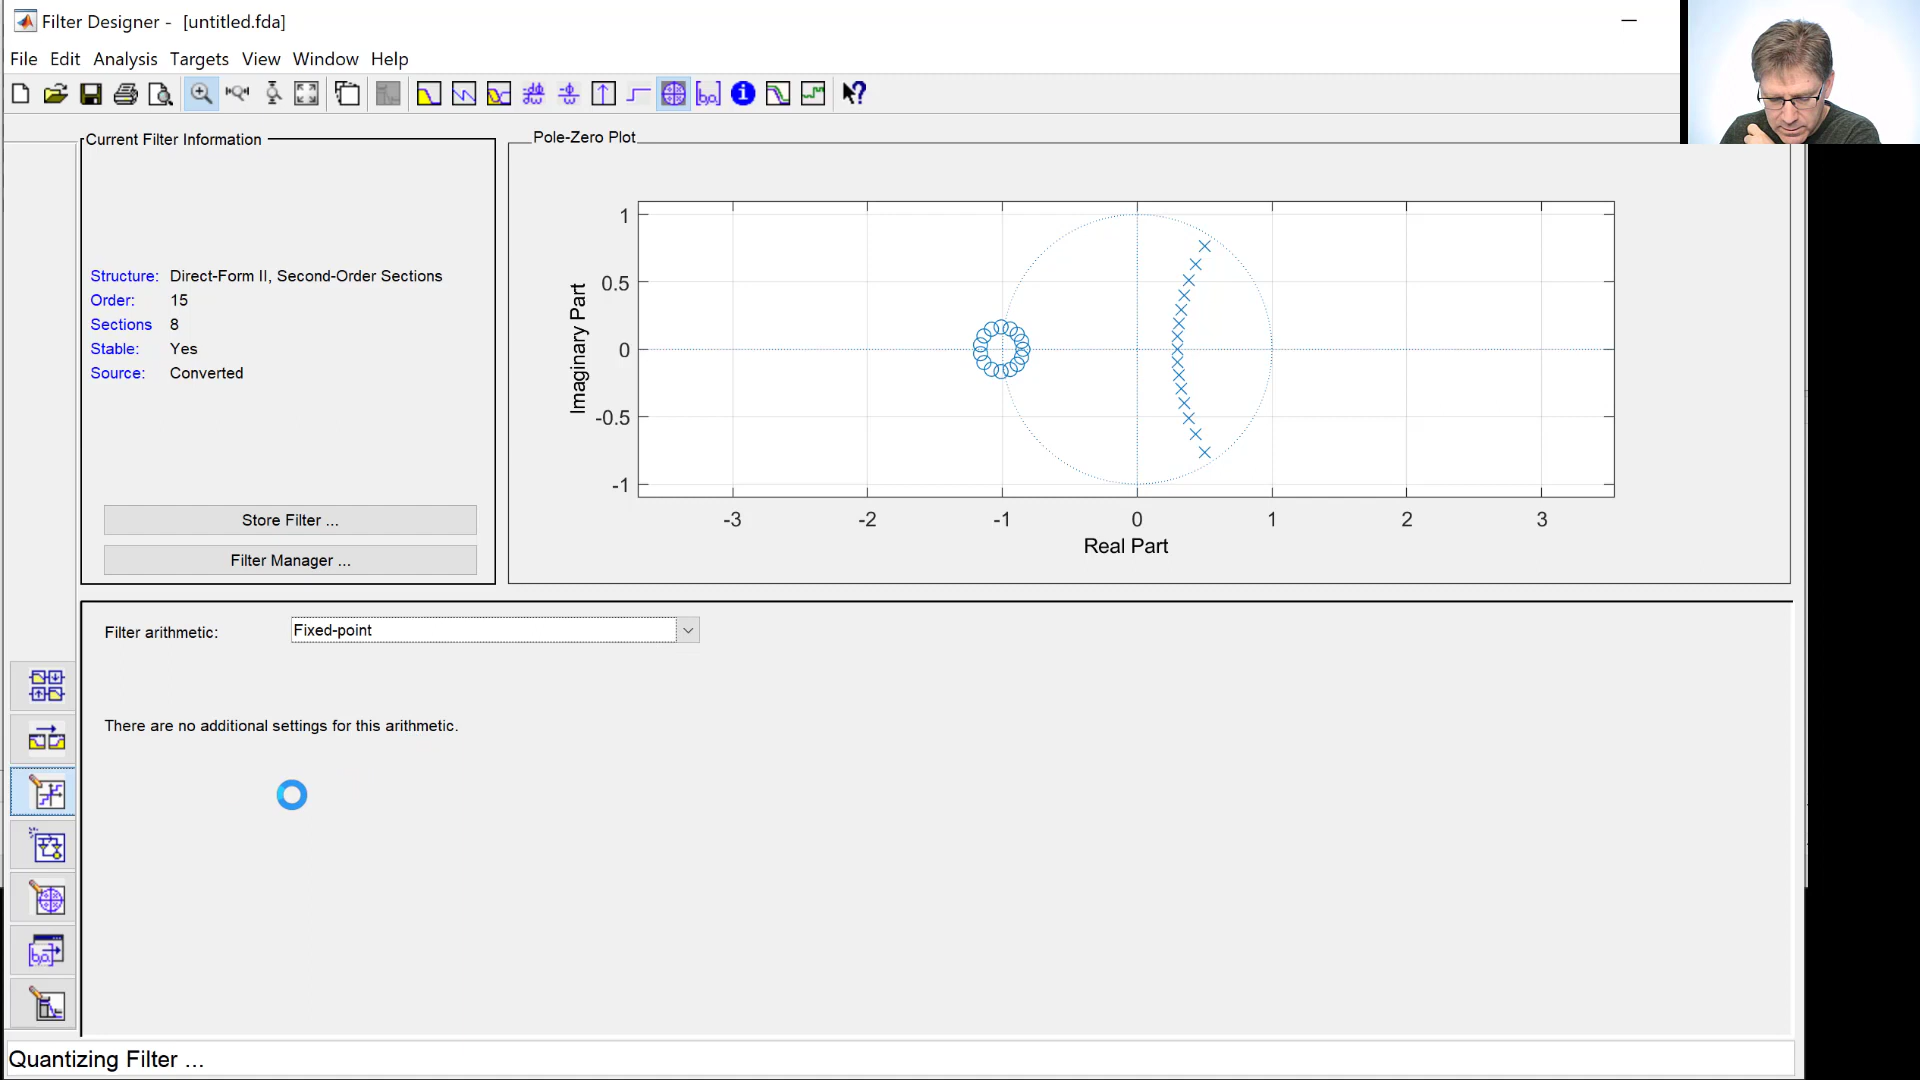 Filter Designer - [untitled.fda]
File Edit Analysis Targets View Window Help
Current Filter Information
Structure: Direct-Form II, Second-Order Sections
Order: 15
Sections 8
Stable: Yes
Source: Converted
Store Filter ...
Filter Manager ...
Pole-Zero Plot
1
0.5
0
-0.5
-1
Imaginary Part
-3 -2 -1 0 1 2 3
Real Part
Filter arithmetic: Fixed-point
There are no additional settings for this arithmetic.
Quantizing Filter ...